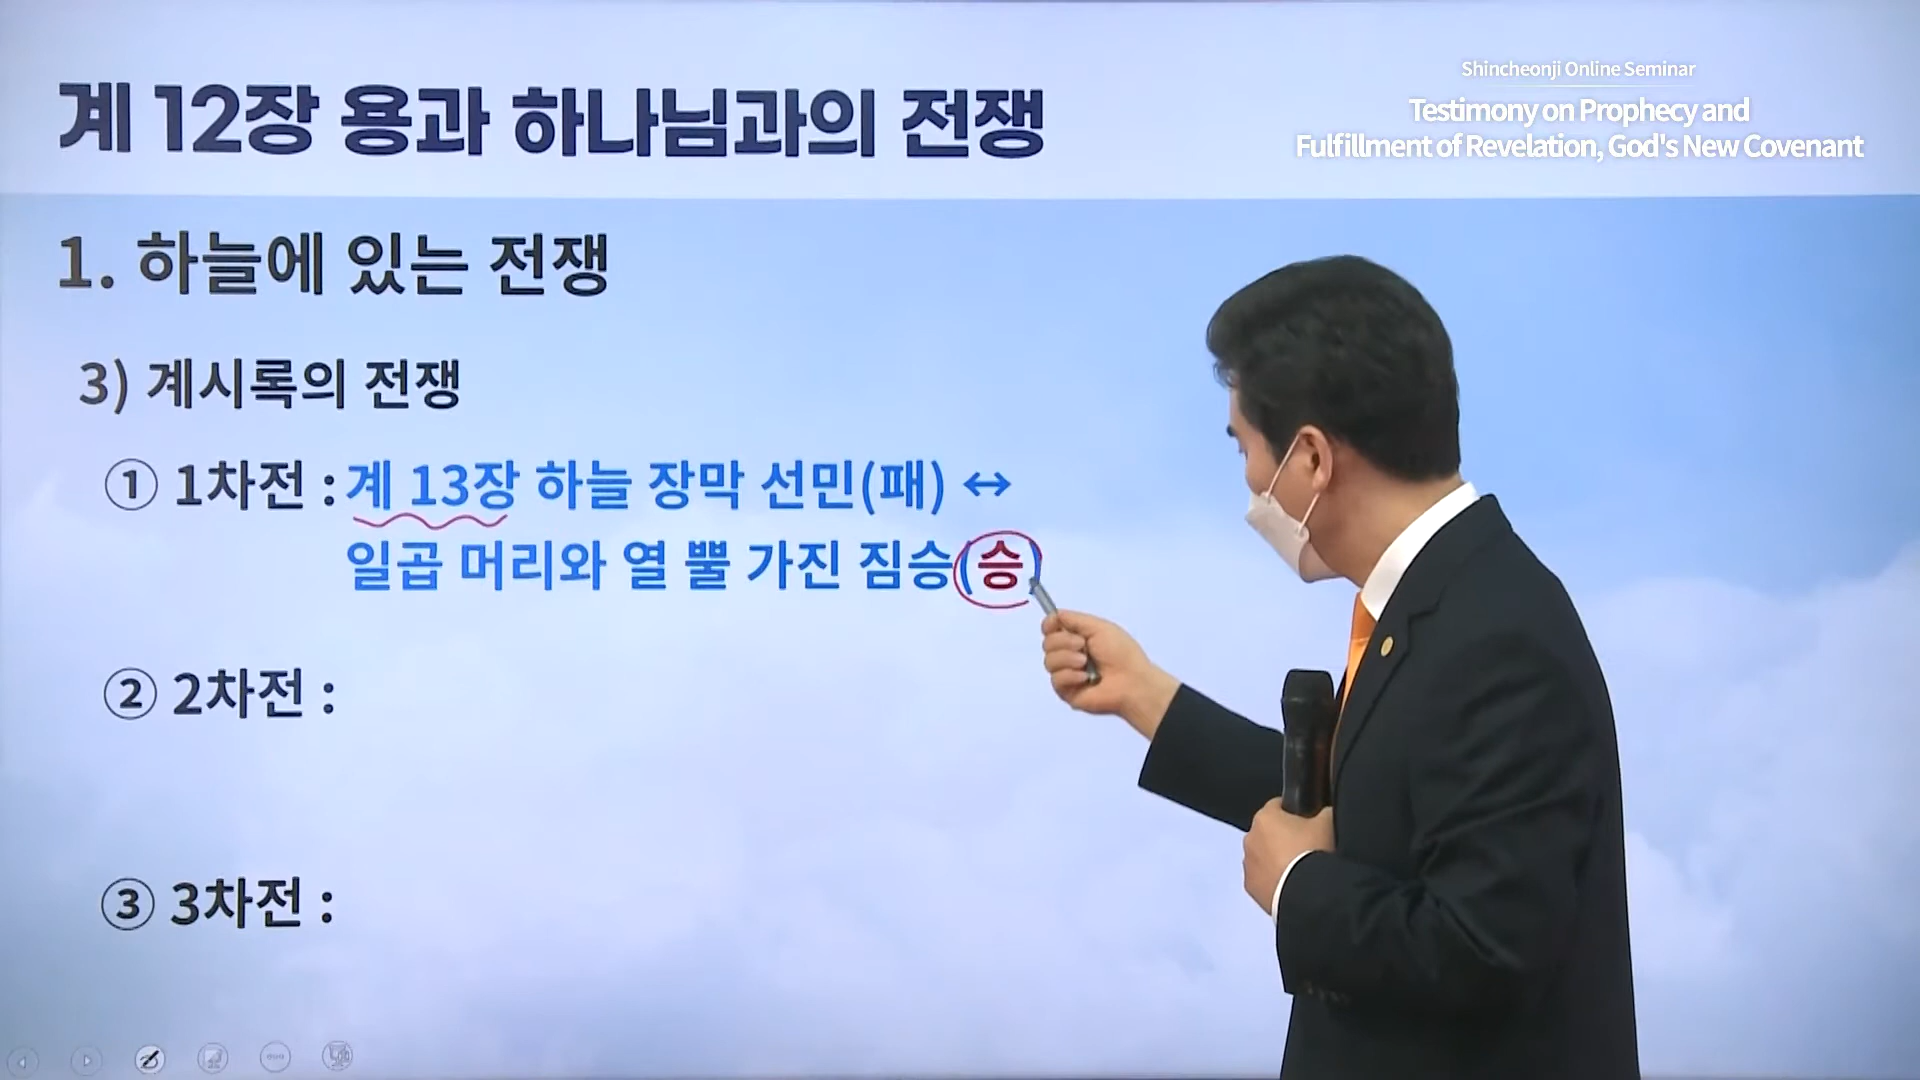 계 12장 용과 하나님과의 전쟁
Shincheonji Online Seminar
Testimony on Prophecy and
Fulfillment of Revelation, God's New Covenant
1. 하늘에 있는 전쟁
3) 계시록의 전쟁
① 1차전 : 계 13장 하늘 장막 선민(패) ↔
일곱 머리와 열 뿔 가진 짐승(승)
② 2차전 :
③ 3차전 :